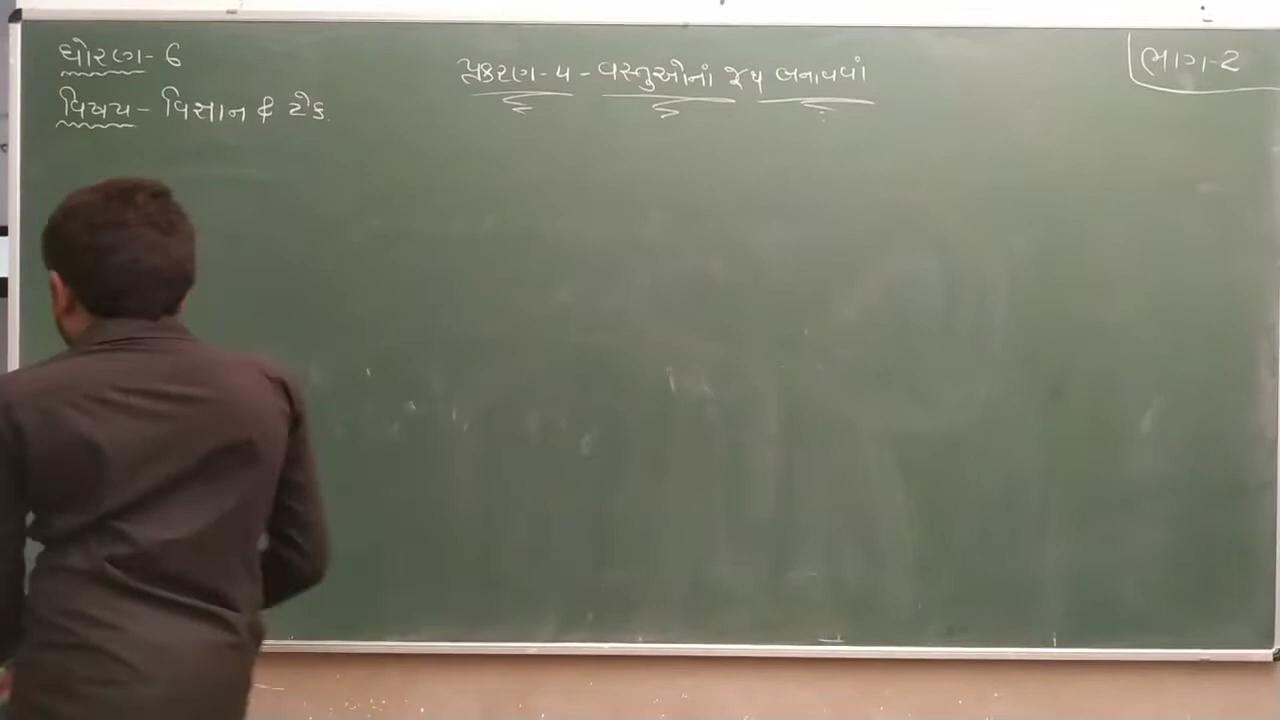 ધોરણ - 6
વિષય - વિજ્ઞાન & ટેક.
પ્રકરણ - 4 - વસ્તુઓનાં જૂથ બનાવવાં
ભાગ - 2